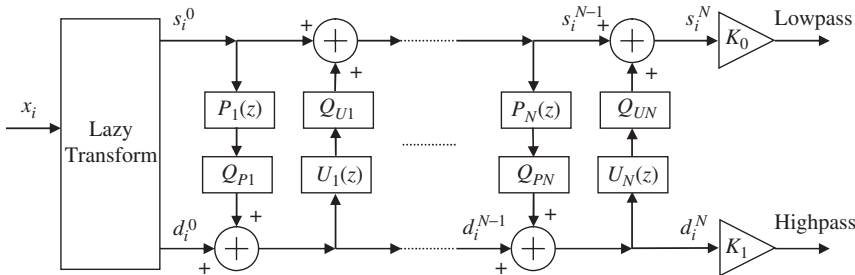 s_i^0 + s_i^{N-1} + s_i^N K_0 Lowpass
+ +
x_i P_1(z) Q_{U1} P_N(z) Q_{UN}
Lazy Transform
Q_{P1} U_1(z) Q_{PN} U_N(z)
+ +
d_i^0 + d_i^{N-1} + d_i^N K_1 Highpass
+ +